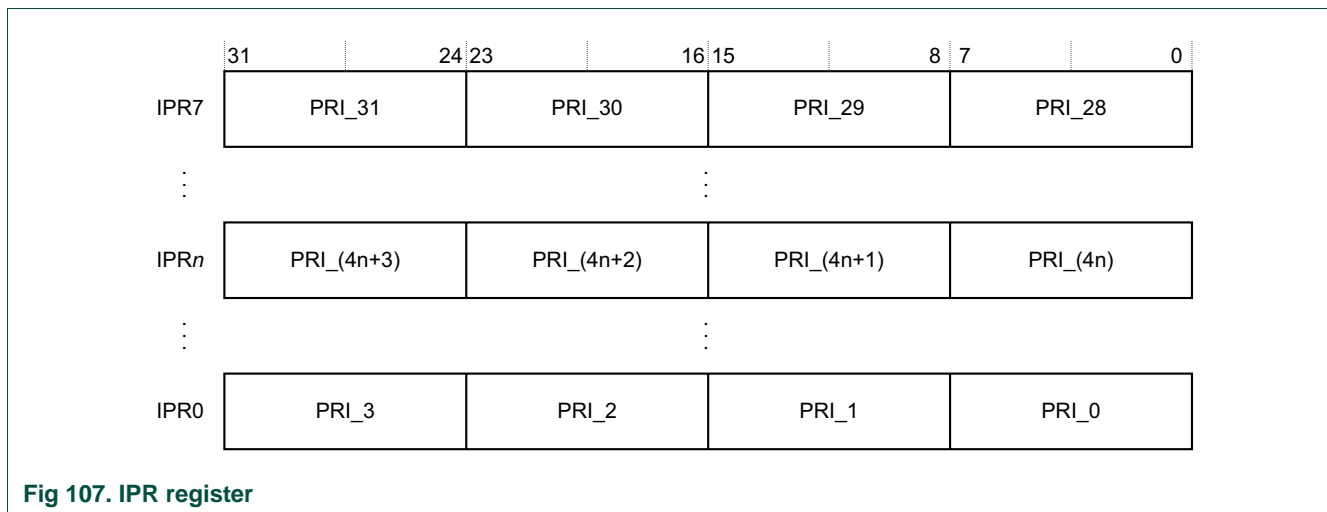 31 24 23 16 15 8 7 0
IPR7 PRI_31 PRI_30 PRI_29 PRI_28
IPRn PRI_(4n+3) PRI_(4n+2) PRI_(4n+1) PRI_(4n)
IPR0 PRI_3 PRI_2 PRI_1 PRI_0
Fig 107. IPR register